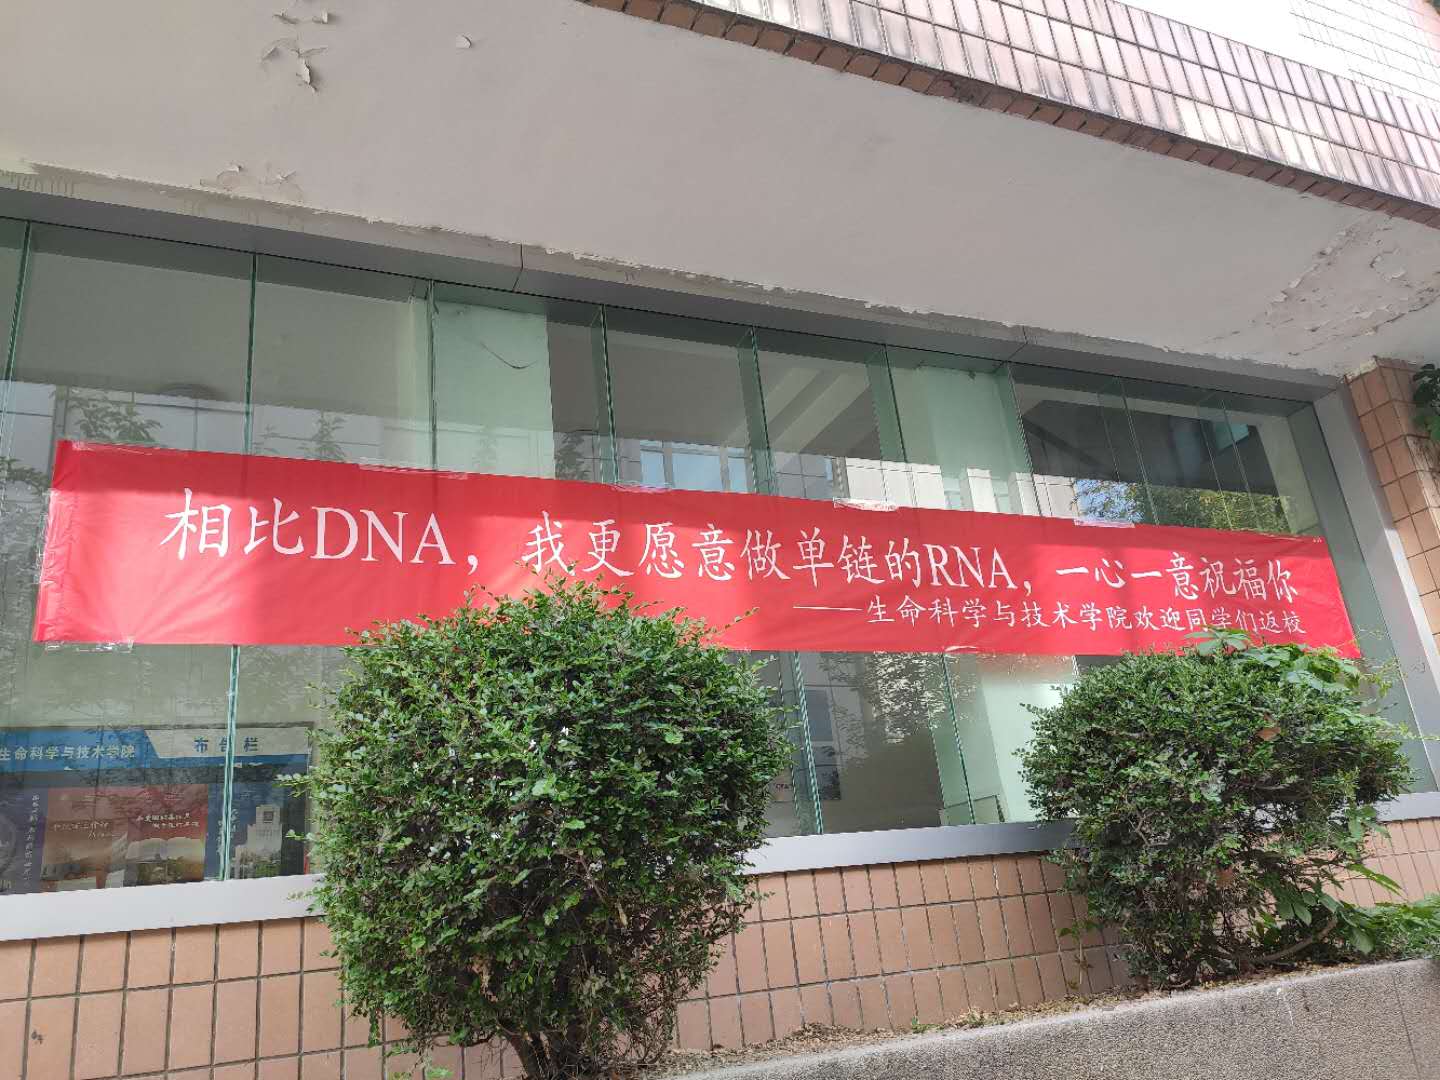 相比DNA，我更愿意做单链的RNA，一心一意祝福你
——生命科学与技术学院欢迎同学们返校
生命科学与技术学院
布告栏